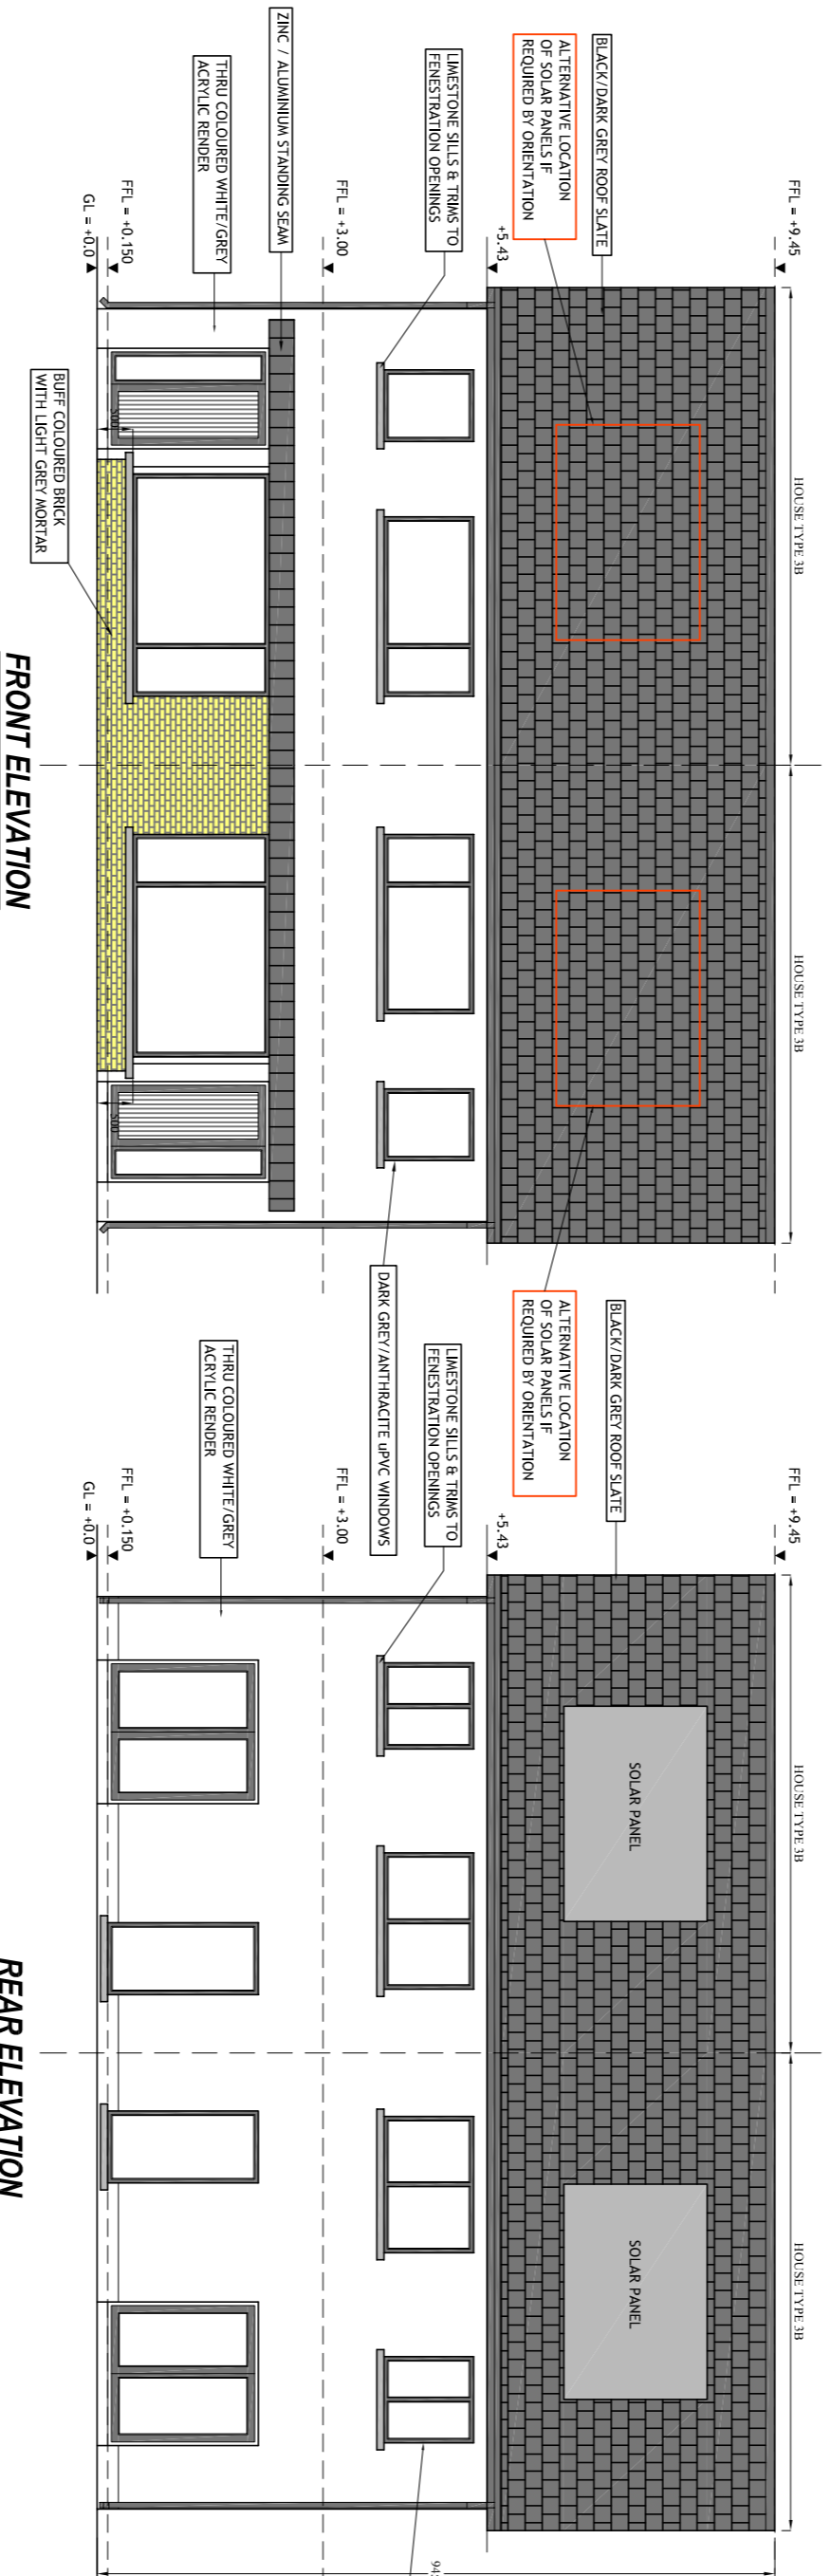 FFL = +9.45
HOUSE TYPE 3B
HOUSE TYPE 3B
BLACK/DARK GREY ROOF SLATE
ALTERNATIVE LOCATION
OF SOLAR PANELS IF
REQUIRED BY ORIENTATION
+5.43
LIMESTONE SILLS & TRIMS TO
FENESTRATION OPENINGS
FFL = +3.00
ZINC / ALUMINIUM STANDING SEAM
THRU COLOURED WHITE/GREY
ACRYLIC RENDER
FFL = +0.150
GL = +0.0
500
500
BUFF COLOURED BRICK
WITH LIGHT GREY MORTAR
FRONT ELEVATION
FFL = +9.45
HOUSE TYPE 3B
HOUSE TYPE 3B
BLACK/DARK GREY ROOF SLATE
SOLAR PANEL
SOLAR PANEL
ALTERNATIVE LOCATION
OF SOLAR PANELS IF
REQUIRED BY ORIENTATION
+5.43
LIMESTONE SILLS & TRIMS TO
FENESTRATION OPENINGS
DARK GREY/ANTHRACITE uPVC WINDOWS
FFL = +3.00
THRU COLOURED WHITE/GREY
ACRYLIC RENDER
FFL = +0.150
GL = +0.0
REAR ELEVATION